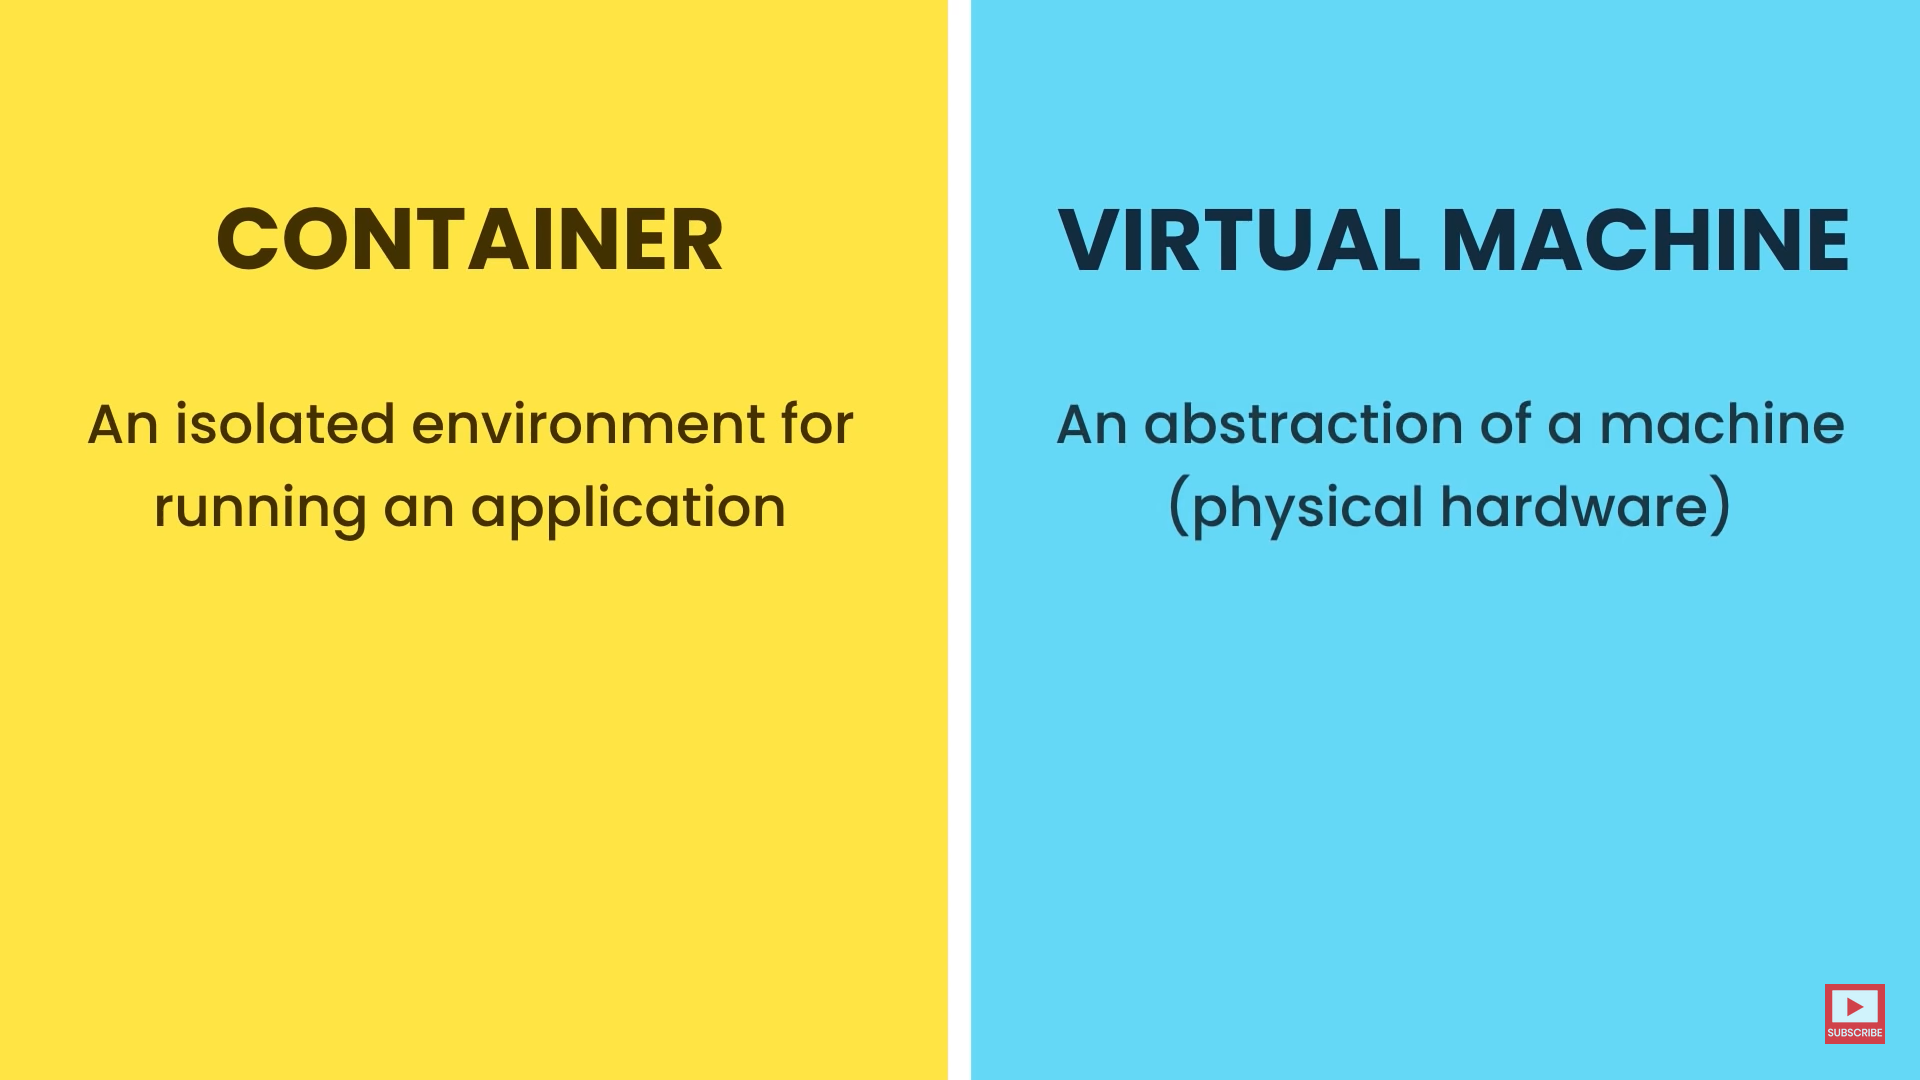 CONTAINER
An isolated environment for
running an application
VIRTUAL MACHINE
An abstraction of a machine
(physical hardware)
SUBSCRIBE